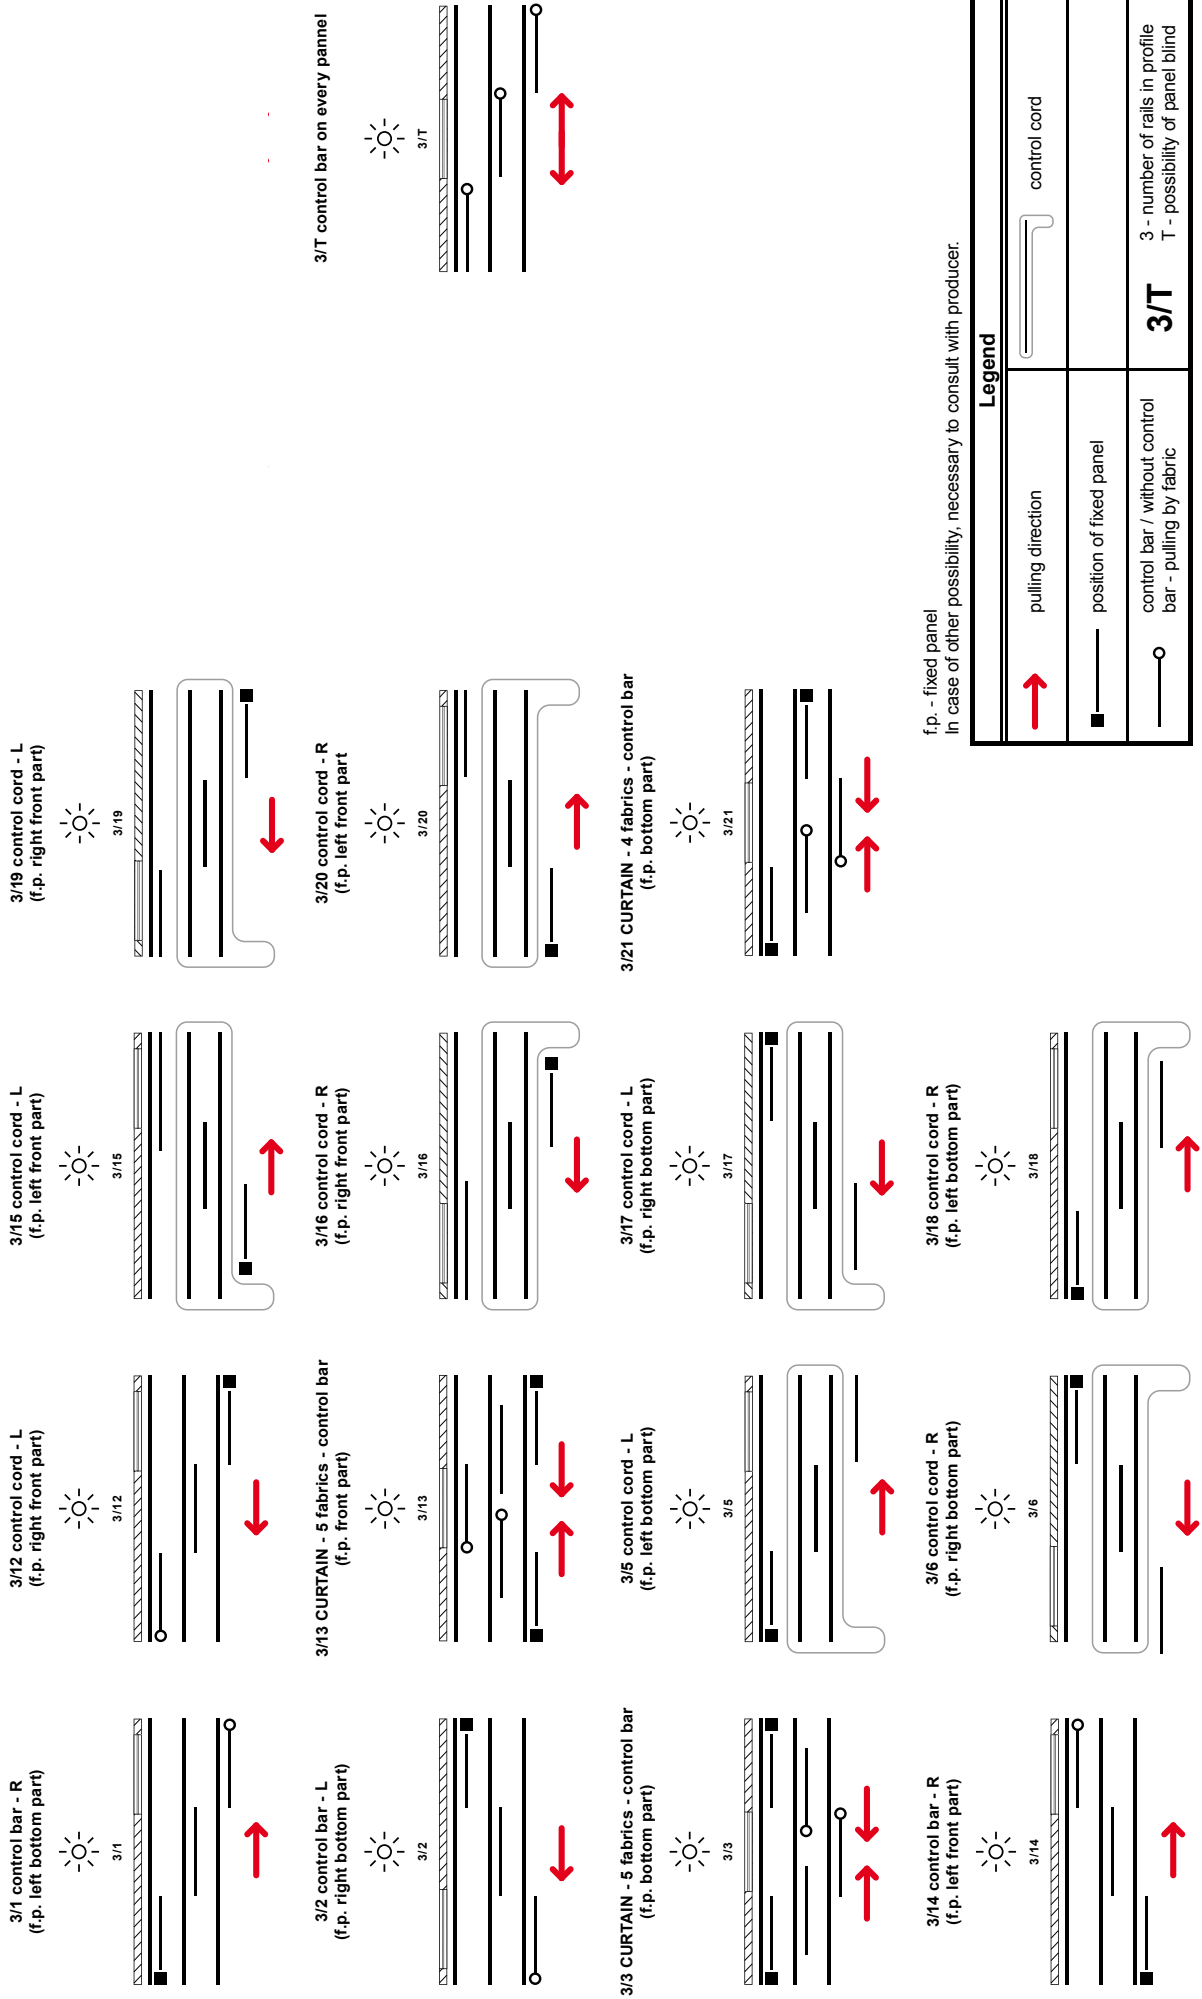 3/1 control bar - R
(f.p. left bottom part)
3/1
3/12 control cord - L
(f.p. right front part)
3/12
3/15 control cord - L
(f.p. left front part)
3/15
3/19 control cord - L
(f.p. right front part)
3/19
3/2 control bar - L
(f.p. right bottom part)
3/2
3/13 CURTAIN - 5 fabrics - control bar
(f.p. front part)
3/13
3/16 control cord - R
(f.p. right front part)
3/16
3/20 control cord - R
(f.p. left front part
3/20
3/T control bar on every pannel
3/T
3/3 CURTAIN - 5 fabrics - control bar
(f.p. bottom part)
3/3
3/5 control cord - L
(f.p. left bottom part)
3/5
3/17 control cord - L
(f.p. right bottom part)
3/17
3/21 CURTAIN - 4 fabrics - control bar
(f.p. bottom part)
3/21
3/14 control bar - R
(f.p. left front part)
3/14
3/6 control cord - R
(f.p. right bottom part)
3/6
3/18 control cord - R
(f.p. left bottom part)
3/18
f.p. - fixed panel
In case of other possibility, necessary to consult with producer.
Legend
pulling direction
control cord
position of fixed panel
control bar / without control
bar - pulling by fabric
3/T
3 - number of rails in profile
T - possibility of panel blind